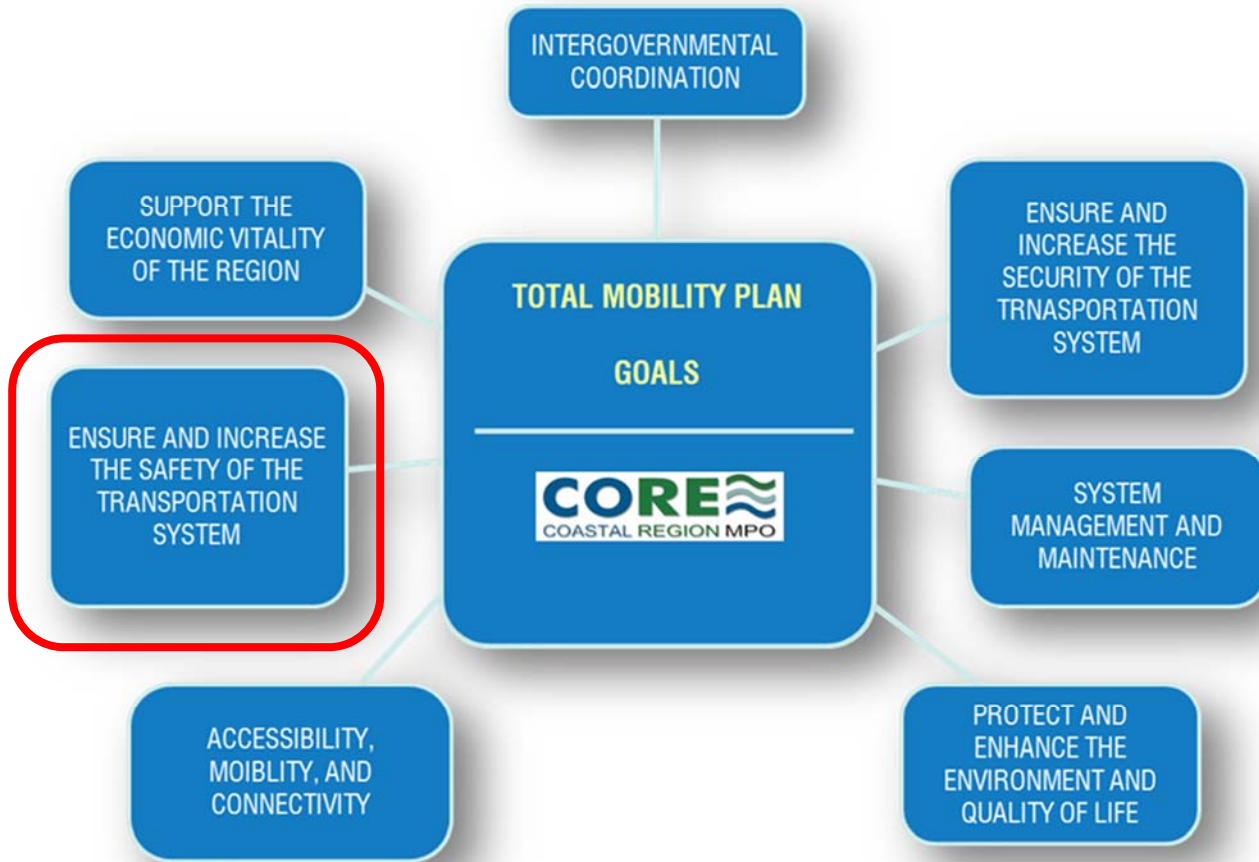 INTERGOVERNMENTAL
COORDINATION
SUPPORT THE
ECONOMIC VITALITY
OF THE REGION
ENSURE AND
INCREASE THE
SECURITY OF THE
TRNASPORTATION
SYSTEM
TOTAL MOBILITY PLAN
GOALS
CORE
COASTAL REGION MPO
ENSURE AND INCREASE
THE SAFETY OF THE
TRANSPORTATION
SYSTEM
SYSTEM
MANAGEMENT AND
MAINTENANCE
ACCESSIBILITY,
MOIBLITY, AND
CONNECTIVITY
PROTECT AND
ENHANCE THE
ENVIRONMENT AND
QUALITY OF LIFE